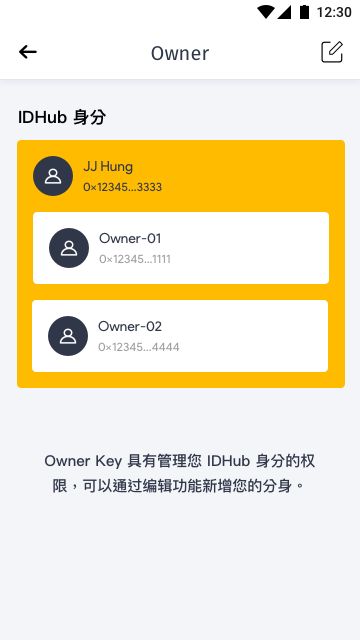 12:30
Owner
IDHub 身分
JJ Hung
0×12345...3333
Owner-01
0×12345...1111
Owner-02
0×12345...4444
Owner Key 具有管理您 IDHub 身分的权
限，可以通过编辑功能新增您的分身。